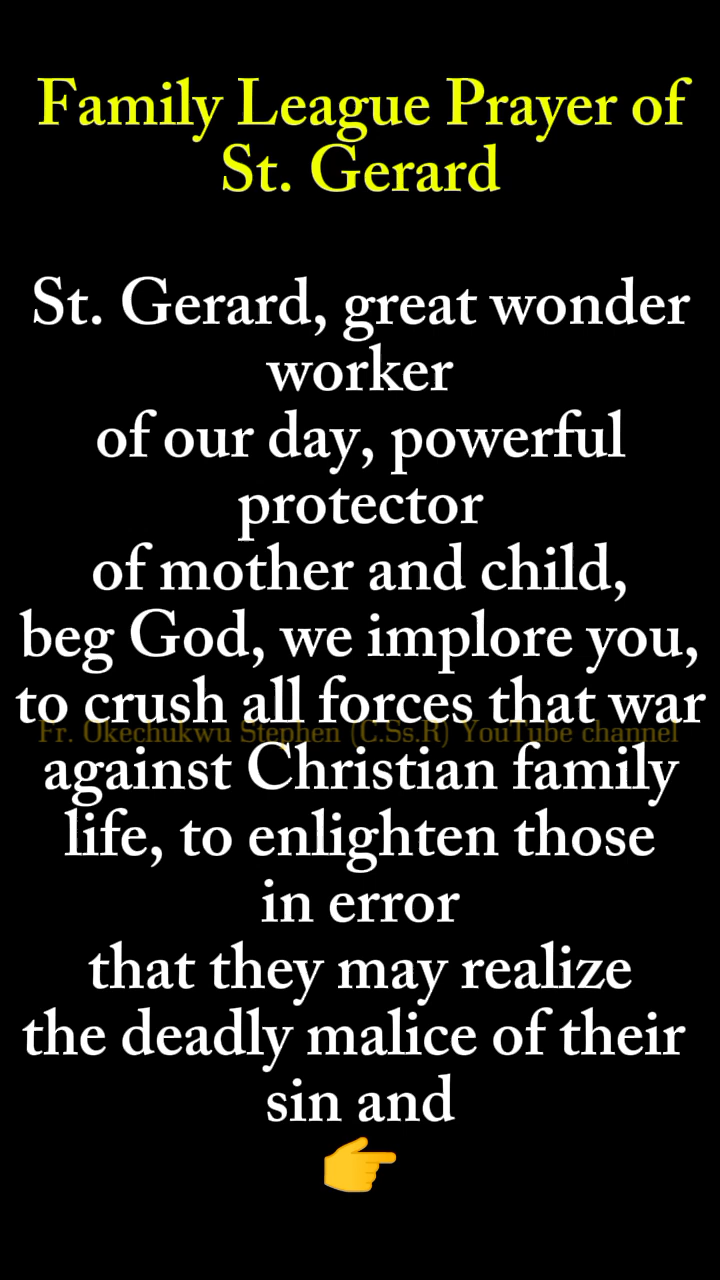 Family League Prayer of
St. Gerard
St. Gerard, great wonder
worker
of our day, powerful
protector
of mother and child,
beg God, we implore you,
to crush all forces that war
Fr. Okechukwu Stephen (C.Ss.R) YouTube channel
against Christian family
life, to enlighten those
in error
that they may realize
the deadly malice of their
sin and